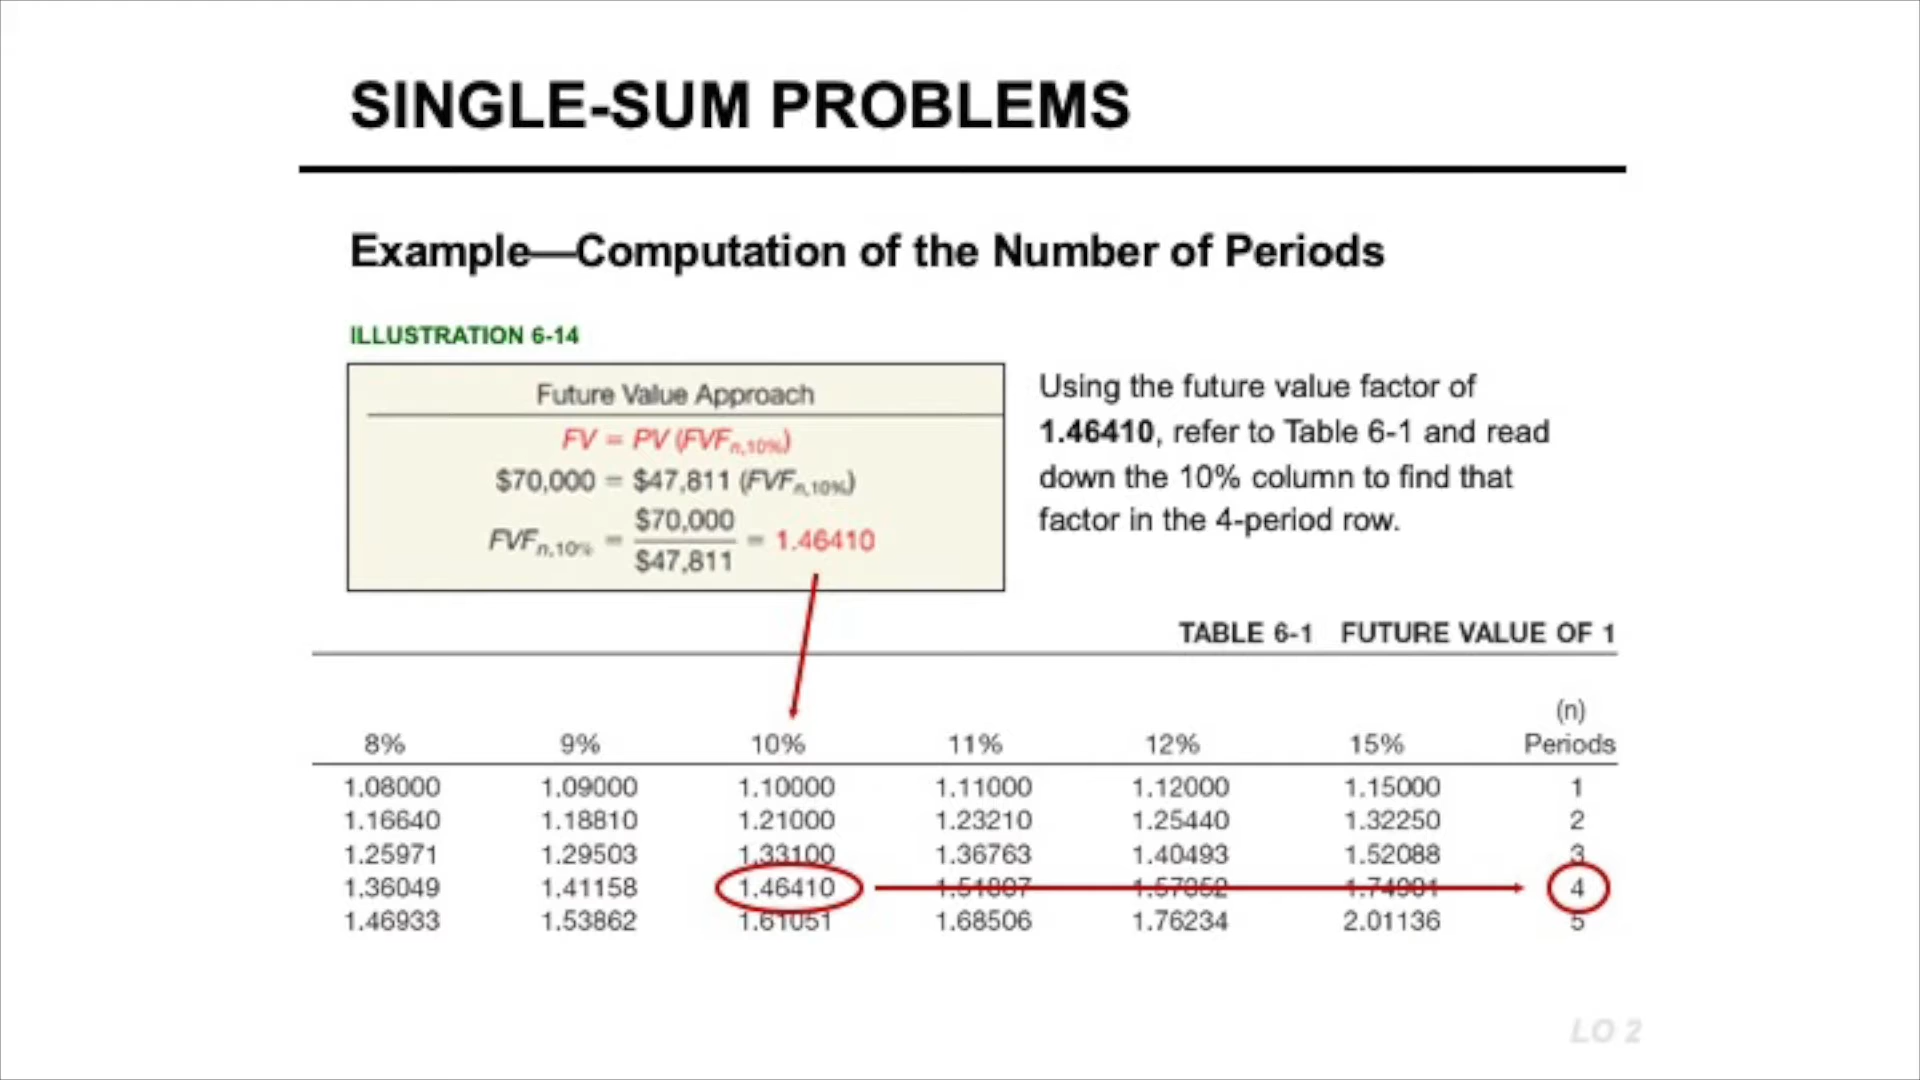 SINGLE-SUM PROBLEMS
Example—Computation of the Number of Periods
ILLUSTRATION 6-14
Future Value Approach
FV = PV (FVFn,10%)
$70,000 = $47,811 (FVFn,10%)
FVFn,10% = $70,000 / $47,811 = 1.46410
Using the future value factor of
1.46410, refer to Table 6-1 and read
down the 10% column to find that
factor in the 4-period row.
TABLE 6-1 FUTURE VALUE OF 1
(n)
8% 9% 10% 11% 12% 15% Periods
1.08000 1.09000 1.10000 1.11000 1.12000 1.15000 1
1.16640 1.18810 1.21000 1.23210 1.25440 1.32250 2
1.25971 1.29503 1.33100 1.36763 1.40493 1.52088 3
1.36049 1.41158 1.46410 1.51807 1.57352 1.74901 4
1.46933 1.53862 1.61051 1.68506 1.76234 2.01136 5
LO 2